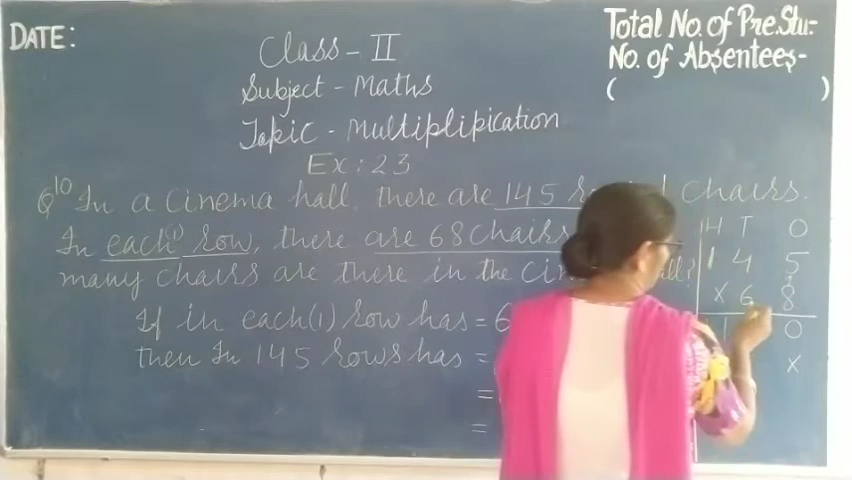 DATE:
Total No. of Pre.Stu:-
No. of Absentees-
( )
Class - II
Subject - Maths
Topic - Multiplipication
Ex: 23
Q10 In a cinema hall, there are 145 chairs.
In each(1) row, there are 68 chairs
many chairs are there in the
If in each(1) row has = 6
then In 145 rows has =
=
=
H T O
1 4 5
X 6 8
1 0
X